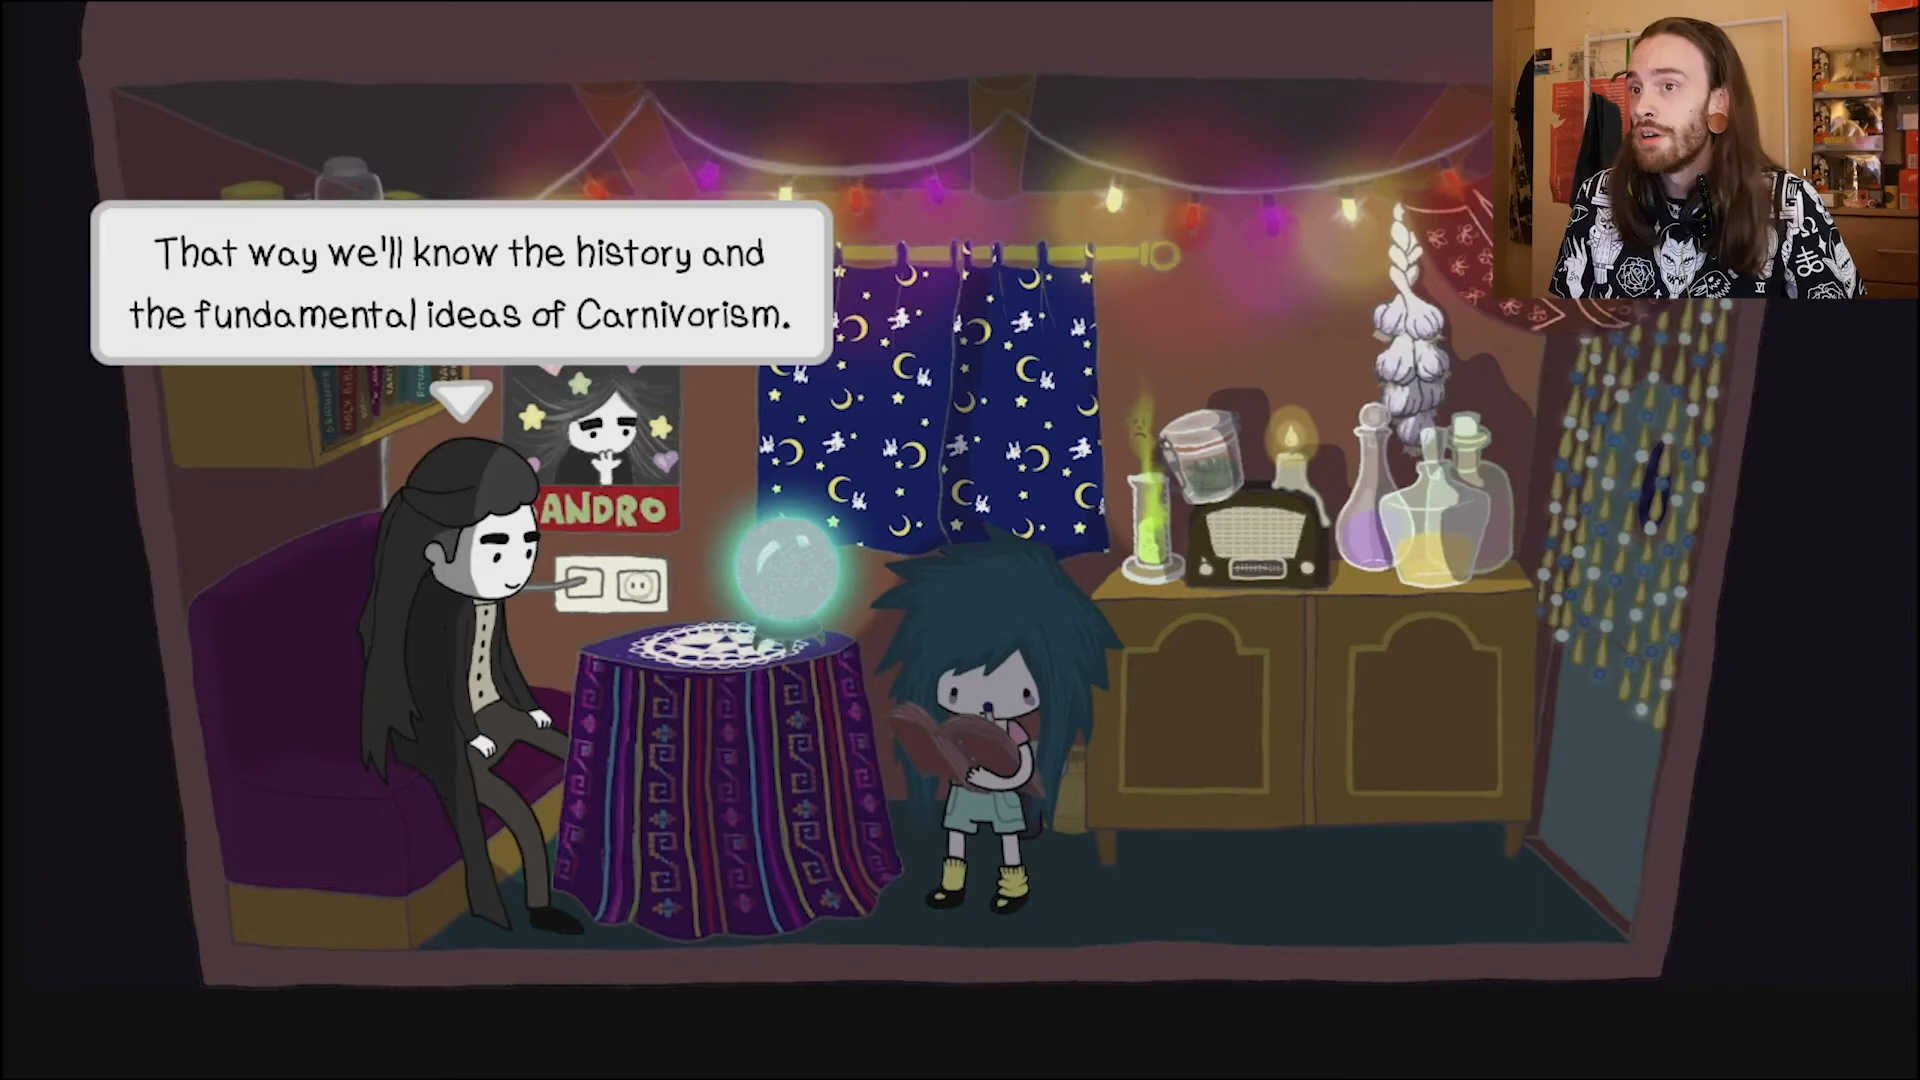 That way we'll know the history and
the fundamental ideas of Carnivorism.
ANDRO